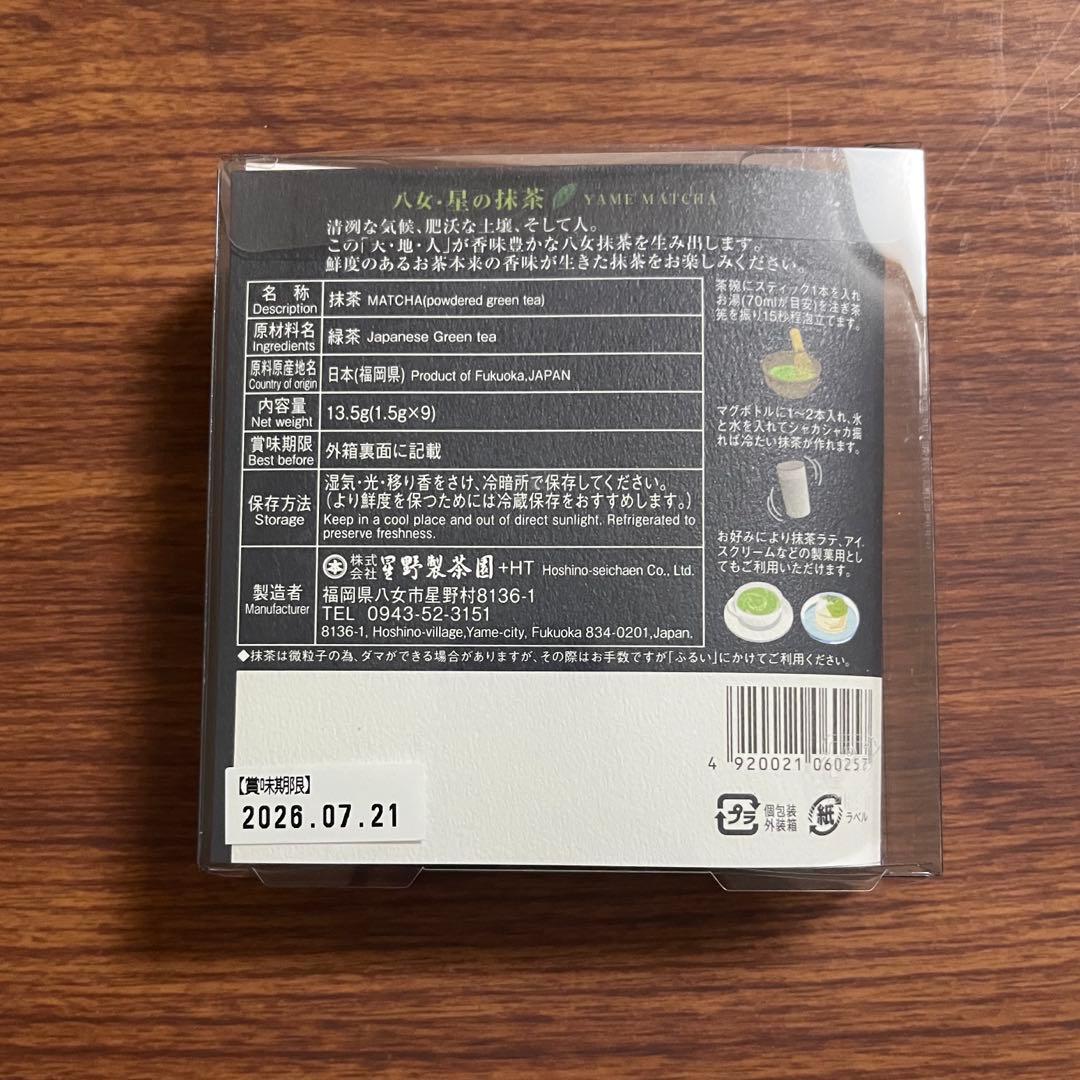 八女・星の抹茶 YAME MATCHA
清冽な気候、肥沃な土壌、そして人。
この「天・地・人」が香味豊かな八女抹茶を生み出します。
鮮度のあるお茶本来の香味が生きた抹茶をお楽しみください。
名 称 Description
抹茶 MATCHA(powdered green tea)
原材料名 Ingredients
緑茶 Japanese Green tea
原料原産地名 Country of origin
日本(福岡県) Product of Fukuoka,JAPAN
内容量 Net weight
13.5g(1.5g×9)
賞味期限 Best before
外箱裏面に記載
保存方法 Storage
湿気・光・移り香をさけ、冷暗所で保存してください。
(より鮮度を保つためには冷蔵保存をおすすめします。)
Keep in a cool place and out of direct sunlight. Refrigerated to
preserve freshness.
製造者 Manufacturer
本 株式会社 星野製茶園+HT Hoshino-seichaen Co., Ltd.
福岡県八女市星野村8136-1
TEL 0943-52-3151
8136-1, Hoshino-village,Yame-city, Fukuoka 834-0201,Japan.
茶碗にスティック1本を入れ
お湯(70mlが目安)を注ぎ茶
筅を振り15秒程泡立てます。
マグボトルに1〜2本入れ、氷
と水を入れてシャカシャカ振
れば冷たい抹茶が作れます。
お好みにより抹茶ラテ、アイ
スクリームなどの製菓用とし
てもご利用いただけます。
◆抹茶は微粒子の為、ダマができる場合がありますが、その際はお手数ですが「ふるい」にかけてご利用ください。
4 920021 060257
プラ 個包装
外装箱
紙 ラベル
【賞味期限】
2026.07.21